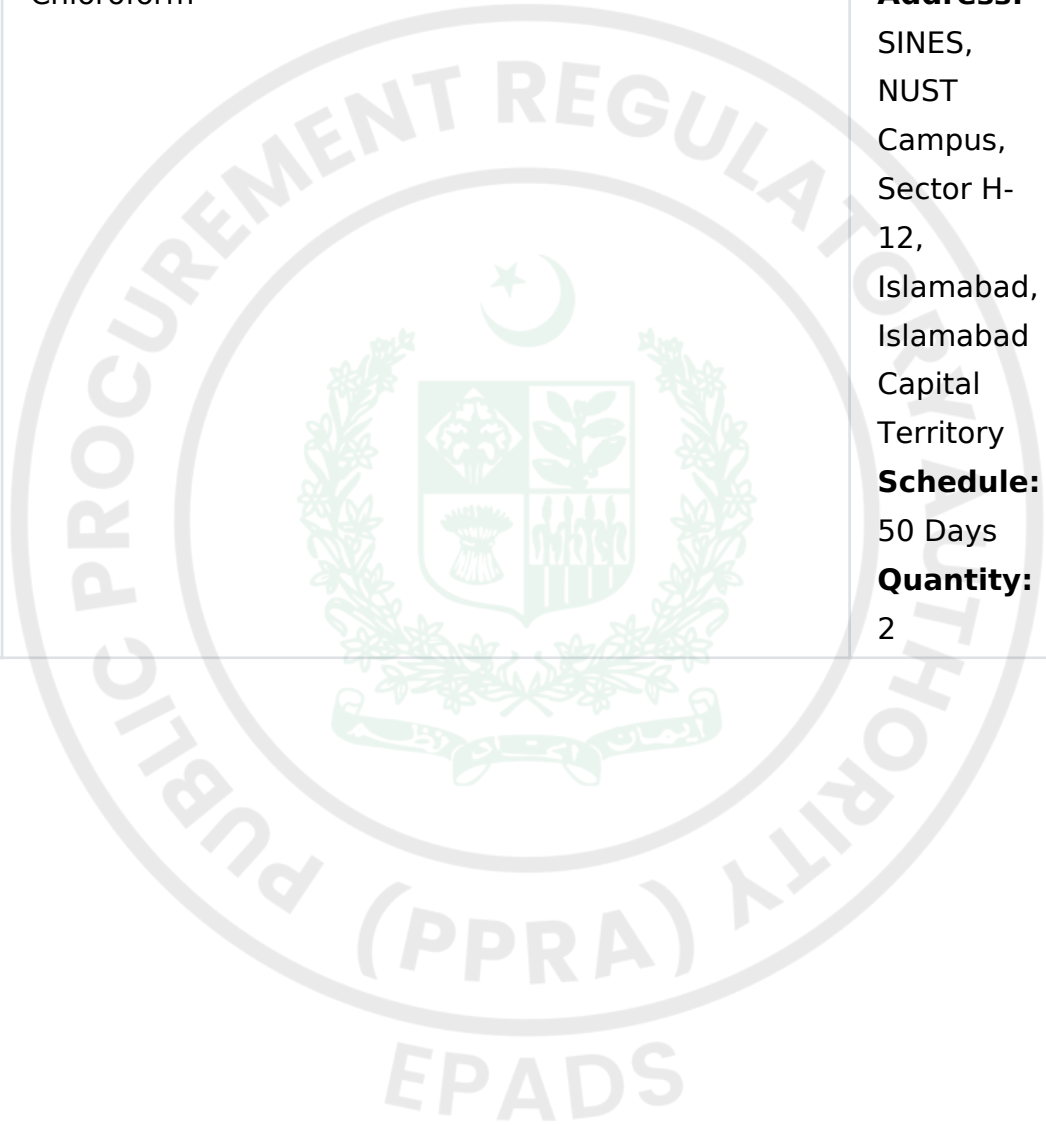 Chloroform
Address:
SINES,
NUST
Campus,
Sector H-
12,
Islamabad,
Islamabad
Capital
Territory
Schedule:
50 Days
Quantity:
2
PUBLIC PROCUREMENT REGULATORY AUTHORITY
(PPRA)
EPADS